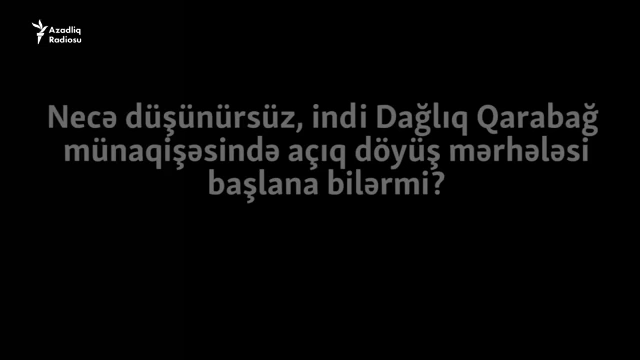 Azadlıq
Radiosu
Necə düşünürsüz, indi Dağlıq Qarabağ
münaqişəsində açıq döyüş mərhələsi
başlana bilərmi?